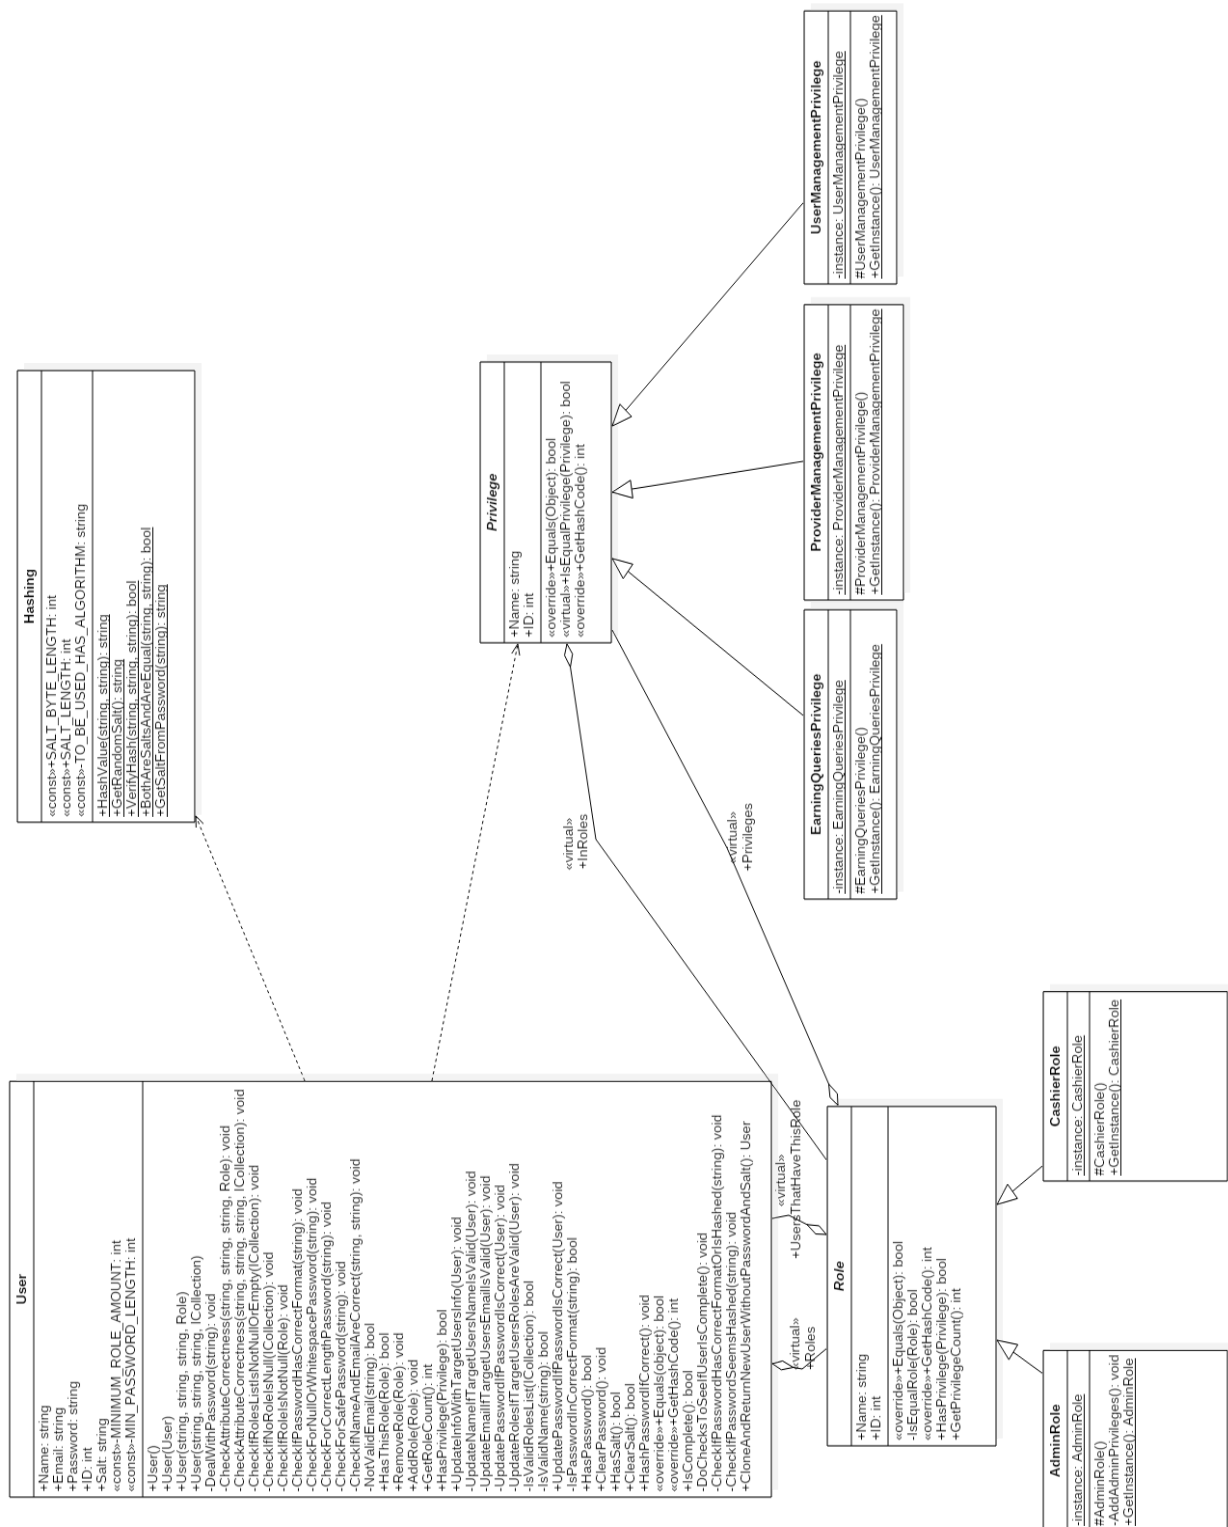 User
+Name: string
+Email: string
+Password: string
+ID: int
+Salt: string
«const»-MINIMUM_ROLE_AMOUNT: int
«const»-MIN_PASSWORD_LENGTH: int
+User()
+User(User)
+User(string, string, Role)
+User(string, string, ICollection)
-DealWithPassword(string): void
-CheckAttributeCorrectness(string, string, string, Role): void
-CheckAttributeCorrectness(string, string, string, ICollection): void
-CheckIfRolesListIsNotNullOrEmpty(ICollection): void
-CheckIfNoRoleIsNull(ICollection): void
-CheckIfRoleIsNotNull(Role): void
-CheckIfPasswordHasCorrectFormat(string): void
-CheckForNullOrWhitespacePassword(string): void
-CheckForCorrectLengthPassword(string): void
-CheckForSafePassword(string): void
-CheckIfNameAndEmailAreCorrect(string, string): void
-NotValidEmail(string): bool
+HasThisRole(Role): bool
+RemoveRole(Role): void
+AddRole(Role): void
+GetRoleCount(): int
+HasPrivilege(Privilege): bool
+UpdateInfoWithTargetUsersInfo(User): void
-UpdateNameIfTargetUsersNameIsValid(User): void
-UpdateEmailIfTargetUsersEmailIsValid(User): void
-UpdatePasswordIfPasswordIsCorrect(User): void
-UpdateRolesIfTargetUsersRolesAreValid(User): void
-IsValidRolesList(ICollection): bool
-IsValidName(string): bool
+UpdatePasswordIfPasswordIsCorrect(User): void
-IsPasswordInCorrectFormat(string): bool
+HasPassword(): bool
+ClearPassword(): void
+HasSalt(): bool
+ClearSalt(): bool
+HashPasswordIfCorrect(): void
«override»+Equals(object): bool
«override»+GetHashCode(): int
+IsComplete(): bool
-DoChecksToSeeIfUserIsComplete(): void
-CheckIfPasswordHasCorrectFormatOrIsHashed(string): void
-CheckIfPasswordSeemsHashed(string): void
+CloneAndReturnNewUserWithoutPasswordAndSalt(): User
Hashing
«const»+SALT_BYTE_LENGTH: int
«const»+SALT_LENGTH: int
«const»-TO_BE_USED_HAS_ALGORITHM: string
+HashValue(string, string): string
+GetRandomSalt(): string
+VerifyHash(string, string, string): bool
+BothAreSaltsAndAreEqual(string, string): bool
+GetSaltFromPassword(string): string
Privilege
+Name: string
+ID: int
«override»+Equals(Object): bool
«virtual»+IsEqualPrivilege(Privilege): bool
«override»+GetHashCode(): int
«virtual»
+InRoles
«virtual»
+Privileges
«virtual»
+UsersThatHaveThisRole
«virtual»
+Roles
Role
+Name: string
+ID: int
«override»+Equals(Object): bool
-IsEqualRole(Role): bool
«override»+GetHashCode(): int
+HasPrivilege(Privilege): bool
+GetPrivilegeCount(): int
EarningQueriesPrivilege
-instance: EarningQueriesPrivilege
#EarningQueriesPrivilege()
+GetInstance(): EarningQueriesPrivilege
ProviderManagementPrivilege
-instance: ProviderManagementPrivilege
#ProviderManagementPrivilege()
+GetInstance(): ProviderManagementPrivilege
UserManagementPrivilege
-instance: UserManagementPrivilege
#UserManagementPrivilege()
+GetInstance(): UserManagementPrivilege
AdminRole
-instance: AdminRole
#AdminRole()
-AddAdminPrivileges(): void
+GetInstance(): AdminRole
CashierRole
-instance: CashierRole
#CashierRole()
+GetInstance(): CashierRole